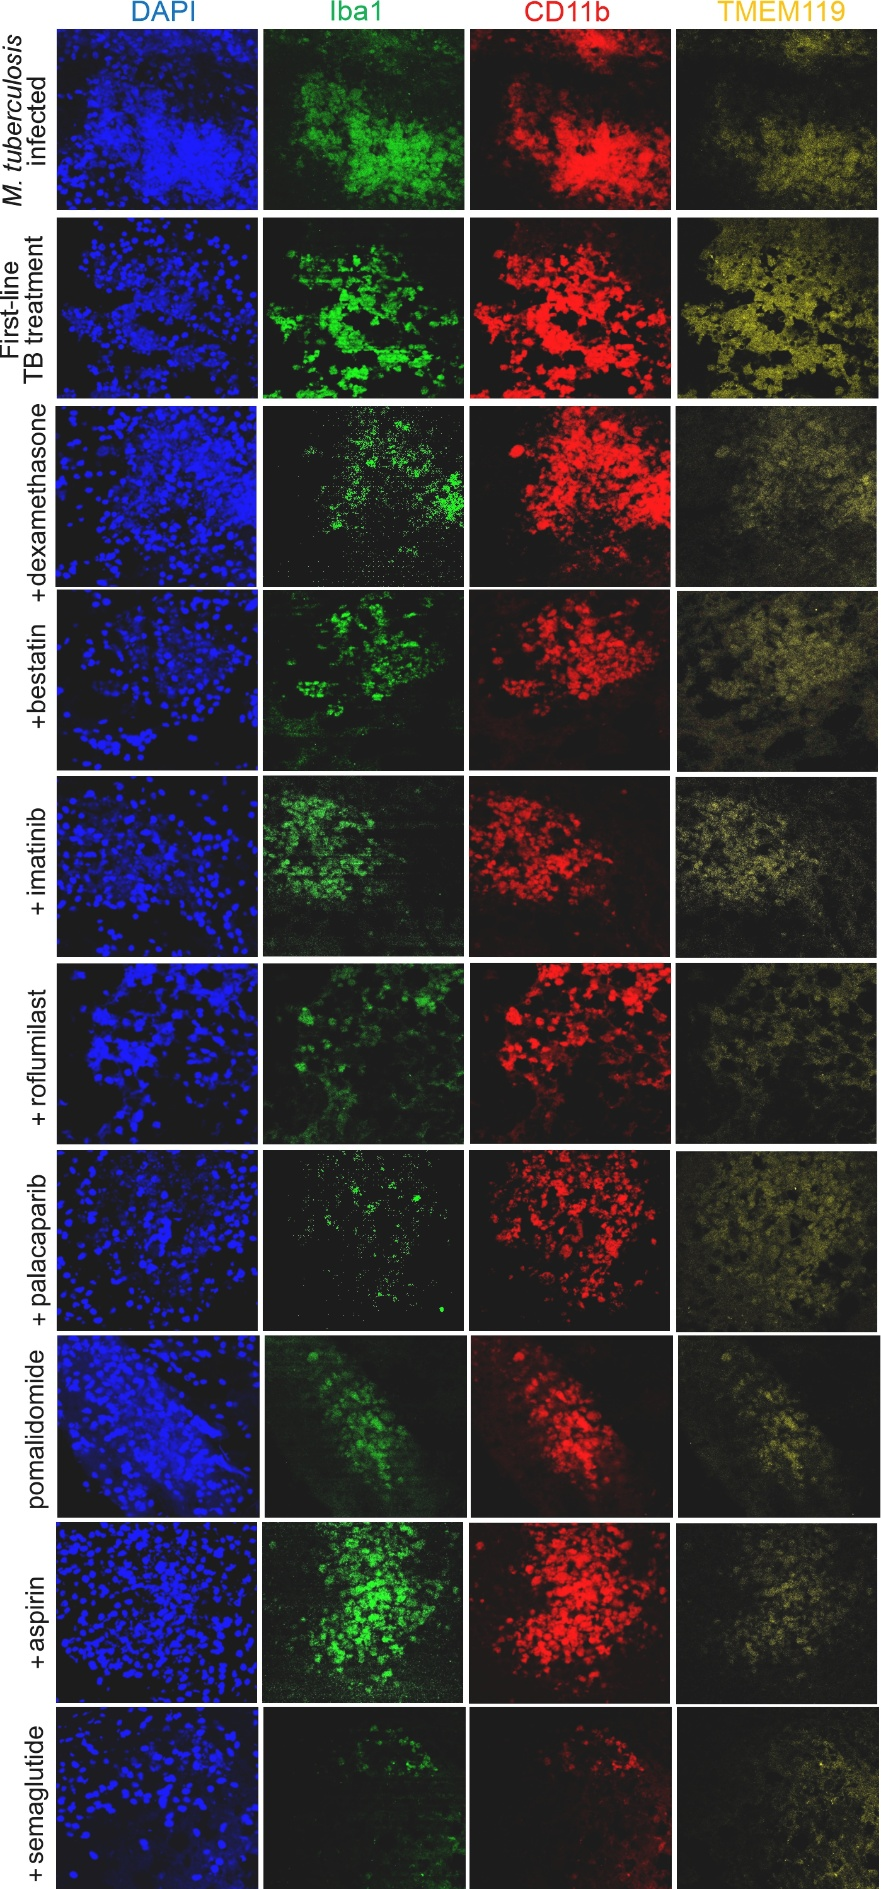 DAPI Iba1 CD11b TMEM119
M. tuberculosis
infected
First-line
TB treatment
+dexamethasone
+bestatin
+ imatinib
+ roflumilast
+ palacaparib
pomalidomide
+ aspirin
+ semaglutide